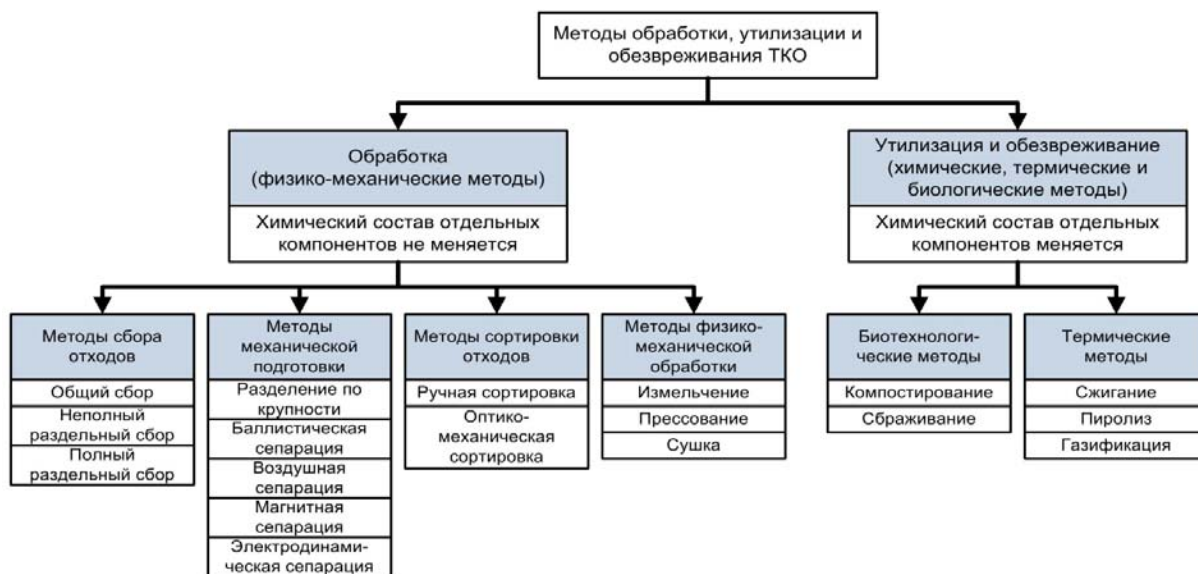 Методы обработки, утилизации и
обезвреживания ТКО
Обработка
(физико-механические методы)
Химический состав отдельных
компонентов не меняется
Утилизация и обезвреживание
(химические, термические и
биологические методы)
Химический состав отдельных
компонентов меняется
Методы сбора
отходов
Общий сбор
Неполный
раздельный сбор
Полный
раздельный сбор
Методы
механической
подготовки
Разделение по
крупности
Баллистическая
сепарация
Воздушная
сепарация
Магнитная
сепарация
Электродинами-
ческая сепарация
Методы сортировки
отходов
Ручная сортировка
Оптико-
механическая
сортировка
Методы физико-
механической
обработки
Измельчение
Прессование
Сушка
Биотехнологи-
ческие методы
Компостирование
Сбраживание
Термические
методы
Сжигание
Пиролиз
Газификация